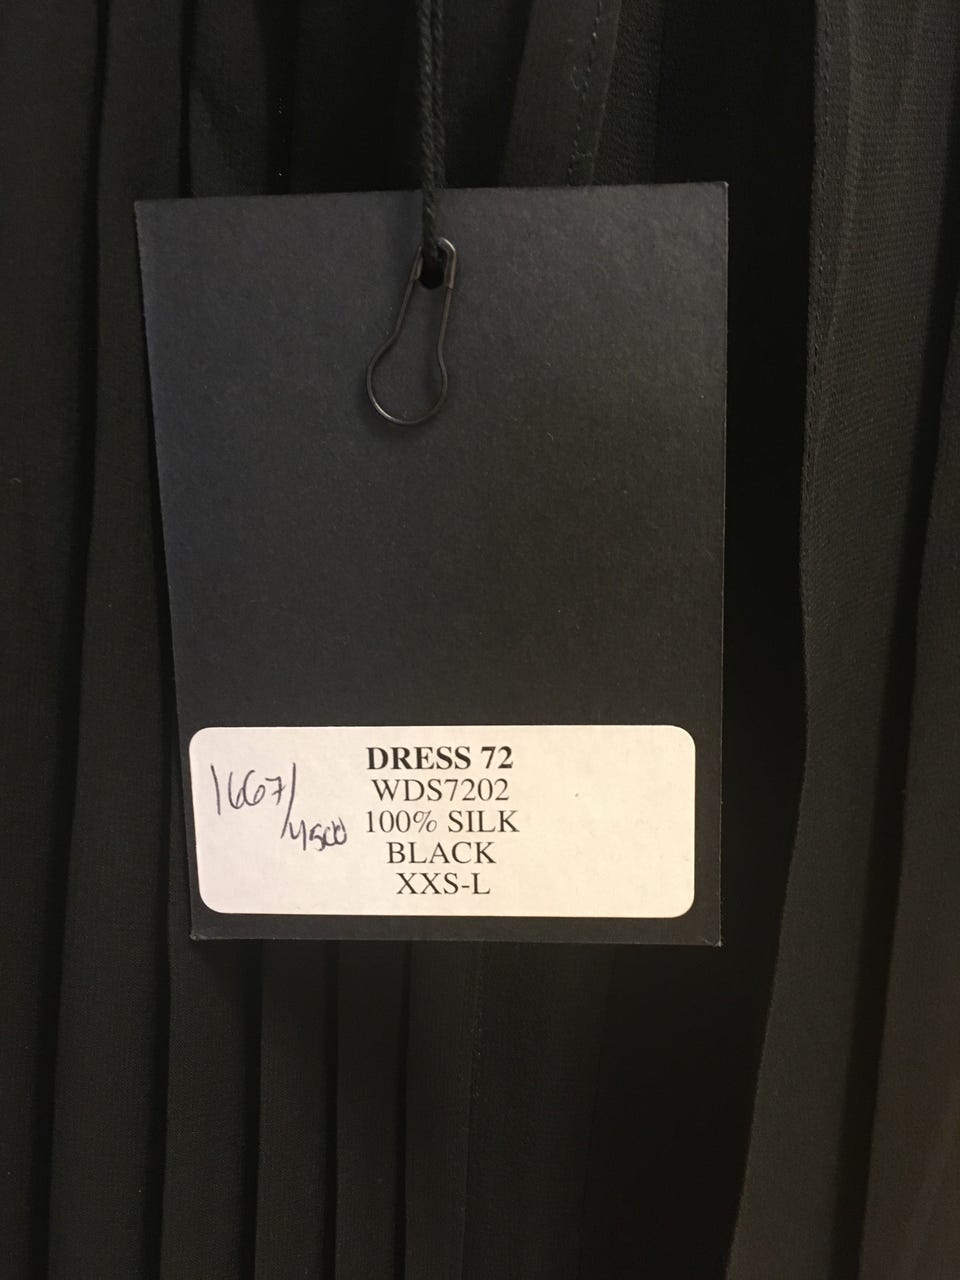 DRESS 72
WDS7202
100% SILK
BLACK
XXS-L
1667/
4500